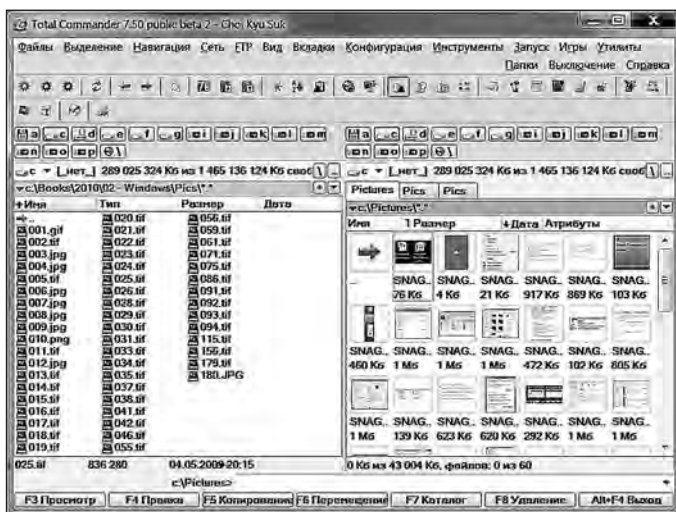 Total Commander 7.50 public beta 2 - Choi Kyu Suk
Файлы Выделение Навигация Сеть FTP Вид Вкладки Конфигурация Инструменты Запуск Игры Утилиты
Папки Выключение Справка
a c d e f g i j k l m
n o p \
a c d e f g i j k l m
n o p \
c [_нет_] 289 025 324 Кб из 1 465 136 124 Кб своб \ ..
c [_нет_] 289 025 324 Кб из 1 465 136 124 Кб своб \ ..
c:\Books\2010\02 - Windows\Pics\*.*
Имя Тип Размер Дата
..
001.gif
002.tif
003.jpg
004.jpg
005.tif
006.jpg
007.jpg
008.jpg
009.jpg
010.png
011.tif
012.jpg
013.tif
014.tif
015.tif
016.tif
017.tif
018.tif
019.tif
020.tif
021.tif
022.tif
023.tif
024.tif
025.tif
026.tif
028.tif
029.tif
030.tif
031.tif
033.tif
034.tif
035.tif
037.tif
038.tif
041.tif
042.tif
046.tif
055.tif
056.tif
059.tif
061.tif
071.tif
075.tif
086.tif
091.tif
092.tif
093.tif
094.tif
115.tif
156.tif
179.tif
180.JPG
025.tif 836 280 04.05.2009 20:15
Pictures Pics Pics
c:\Pictures\*.*
Имя Размер Дата Атрибуты
.. SNAG.. SNAG.. SNAG.. SNAG.. SNAG.. SNAG..
76 Кб 4 Кб 21 Кб 917 Кб 869 Кб 103 Кб
SNAG.. SNAG.. SNAG.. SNAG.. SNAG.. SNAG.. SNAG..
460 Кб 1 Мб 1 Мб 1 Мб 472 Кб 102 Кб 805 Кб
SNAG.. SNAG.. SNAG.. SNAG.. SNAG.. SNAG.. SNAG..
1 Мб 139 Кб 623 Кб 620 Кб 292 Кб 1 Мб 1 Мб
0 Кб из 43 004 Кб, файлов: 0 из 60
c:\Pictures>
F3 Просмотр F4 Правка F5 Копирование F6 Перемещение F7 Каталог F8 Удаление Alt+F4 Выход